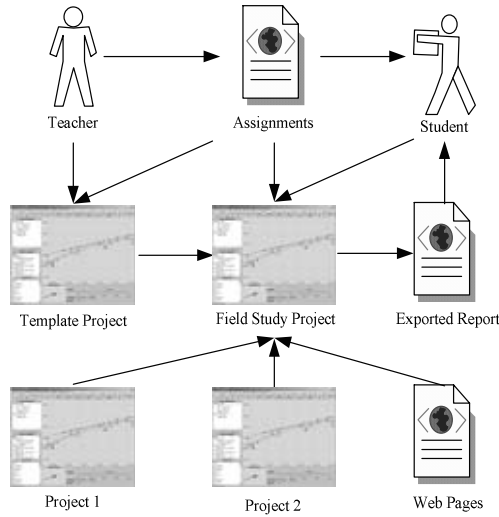 Teacher
Assignments
Student
Template Project
Field Study Project
Exported Report
Project 1
Project 2
Web Pages